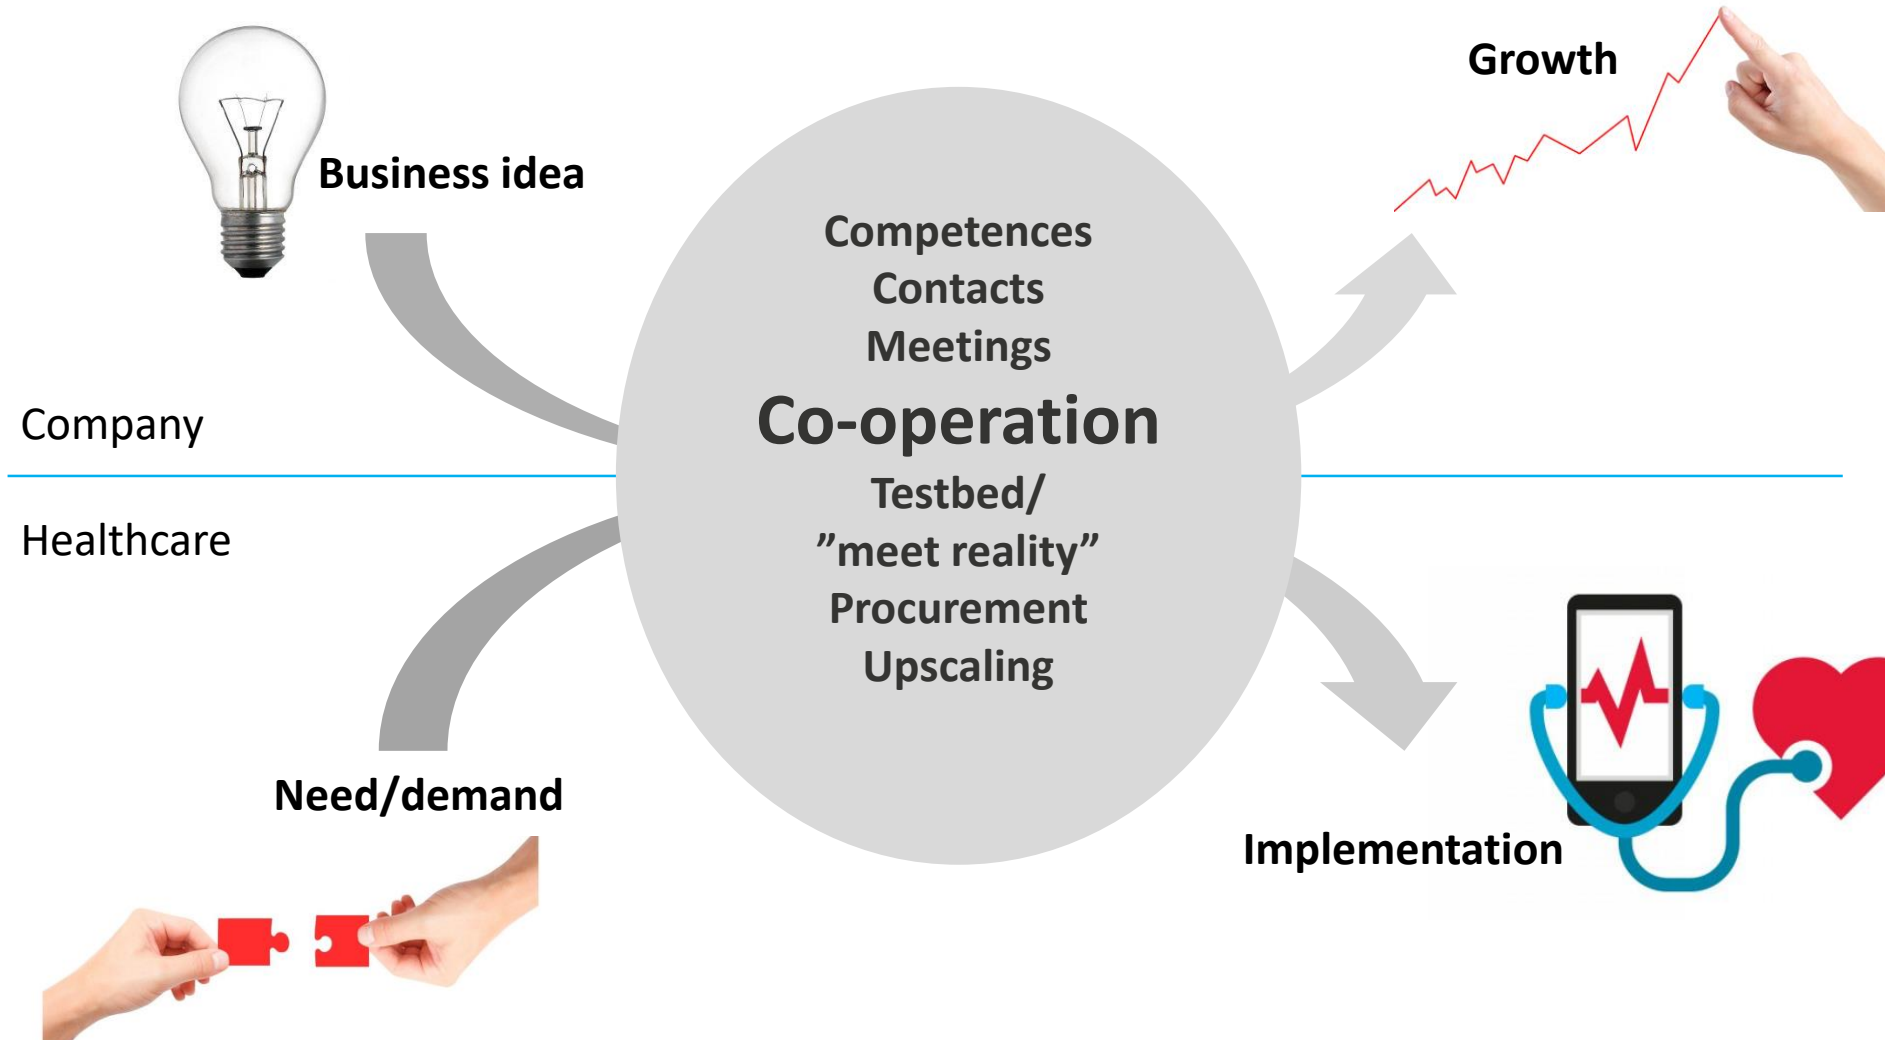 Growth
Business idea
Competences
Contacts
Meetings
Co-operation
Company
Testbed/
”meet reality”
Healthcare
Procurement
Upscaling
Need/demand
Implementation